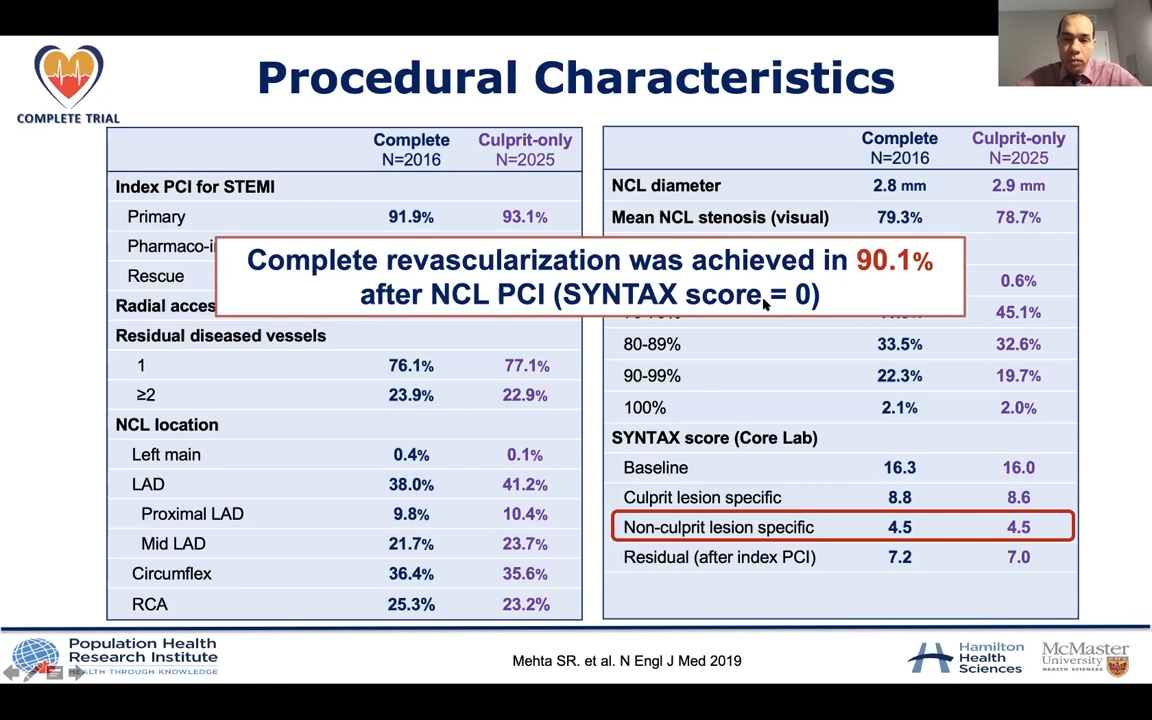 Procedural Characteristics
COMPLETE TRIAL
Complete Culprit-only
N=2016 N=2025
Index PCI for STEMI
Primary 91.9% 93.1%
Pharmaco-i
Rescue
Radial acces
Residual diseased vessels
1 76.1% 77.1%
≥2 23.9% 22.9%
NCL location
Left main 0.4% 0.1%
LAD 38.0% 41.2%
Proximal LAD 9.8% 10.4%
Mid LAD 21.7% 23.7%
Circumflex 36.4% 35.6%
RCA 25.3% 23.2%
Complete Culprit-only
N=2016 N=2025
NCL diameter 2.8 mm 2.9 mm
Mean NCL stenosis (visual) 79.3% 78.7%
0.6%
45.1%
80-89% 33.5% 32.6%
90-99% 22.3% 19.7%
100% 2.1% 2.0%
SYNTAX score (Core Lab)
Baseline 16.3 16.0
Culprit lesion specific 8.8 8.6
Non-culprit lesion specific 4.5 4.5
Residual (after index PCI) 7.2 7.0
Complete revascularization was achieved in 90.1%
after NCL PCI (SYNTAX score = 0)
Population Health
Research Institute
HEALTH THROUGH KNOWLEDGE
Mehta SR. et al. N Engl J Med 2019
Hamilton
Health
Sciences
McMaster
University
HEALTH SCIENCES